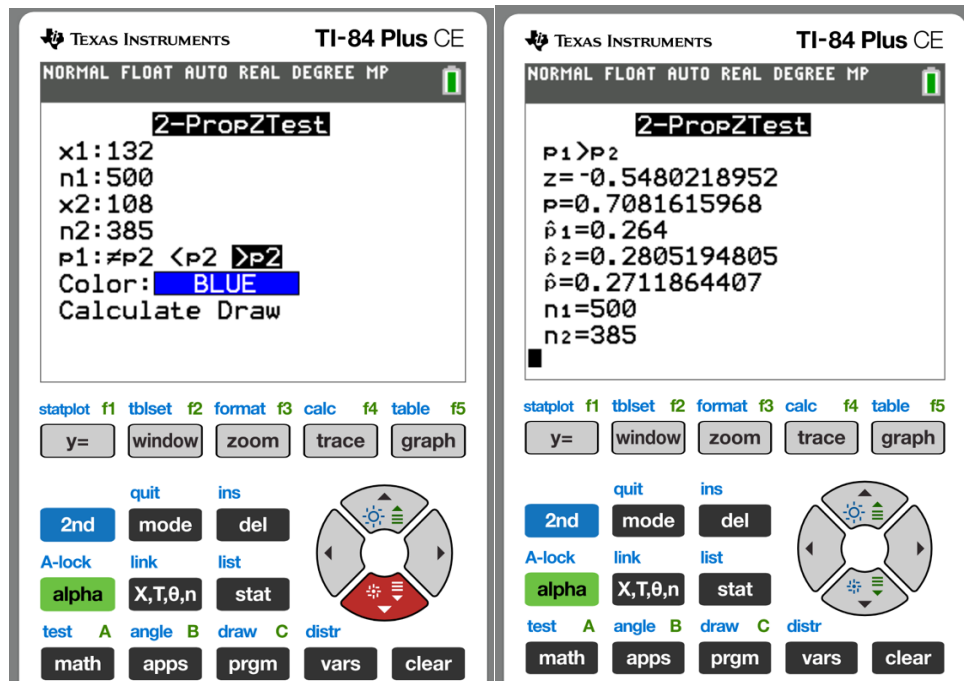 TEXAS INSTRUMENTS TI-84 Plus CE
NORMAL FLOAT AUTO REAL DEGREE MP
2-PropZTest
x1:132
n1:500
x2:108
n2:385
p1:≠p2 <p2 >p2
Color: BLUE
Calculate Draw
statplot f1 tblset f2 format f3 calc f4 table f5
y= window zoom trace graph
quit ins
2nd mode del
A-lock link list
alpha X,T,θ,n stat
test A angle B draw C distr
math apps prgm vars clear
TEXAS INSTRUMENTS TI-84 Plus CE
NORMAL FLOAT AUTO REAL DEGREE MP
2-PropZTest
p1>p2
z=-0.5480218952
p=0.7081615968
p̂1=0.264
p̂2=0.2805194805
p̂=0.2711864407
n1=500
n2=385
statplot f1 tblset f2 format f3 calc f4 table f5
y= window zoom trace graph
quit ins
2nd mode del
A-lock link list
alpha X,T,θ,n stat
test A angle B draw C distr
math apps prgm vars clear